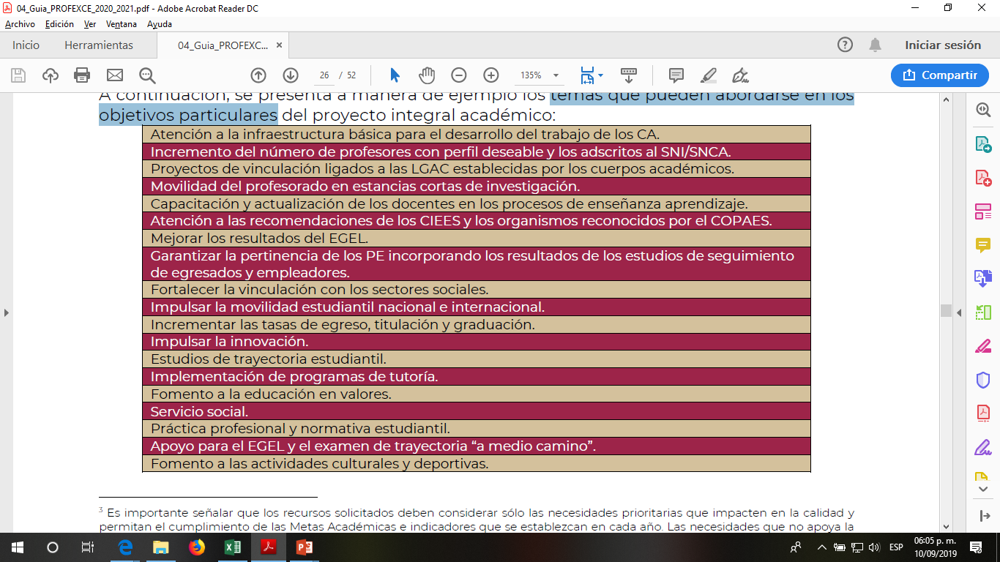 04_Guia_PROFEXCE_2020_2021.pdf - Adobe Acrobat Reader DC
Archivo Edición Ver Ventana Ayuda
Inicio Herramientas 04_Guia_PROFEXC... × Iniciar sesión
26 / 52 135% Compartir
A continuación, se presenta a manera de ejemplo los temas que pueden abordarse en los
objetivos particulares del proyecto integral académico:
Atención a la infraestructura básica para el desarrollo del trabajo de los CA.
Incremento del número de profesores con perfil deseable y los adscritos al SNI/SNCA.
Proyectos de vinculación ligados a las LGAC establecidas por los cuerpos académicos.
Movilidad del profesorado en estancias cortas de investigación.
Capacitación y actualización de los docentes en los procesos de enseñanza aprendizaje.
Atención a las recomendaciones de los CIEES y los organismos reconocidos por el COPAES.
Mejorar los resultados del EGEL.
Garantizar la pertinencia de los PE incorporando los resultados de los estudios de seguimiento
de egresados y empleadores.
Fortalecer la vinculación con los sectores sociales.
Impulsar la movilidad estudiantil nacional e internacional.
Incrementar las tasas de egreso, titulación y graduación.
Impulsar la innovación.
Estudios de trayectoria estudiantil.
Implementación de programas de tutoría.
Fomento a la educación en valores.
Servicio social.
Práctica profesional y normativa estudiantil.
Apoyo para el EGEL y el examen de trayectoria “a medio camino”.
Fomento a las actividades culturales y deportivas.
3 Es importante señalar que los recursos solicitados deben considerar sólo las necesidades prioritarias que impacten en la calidad y
permitan el cumplimiento de las Metas Académicas e indicadores que se establezcan en cada año. Las necesidades que no apoya la
ESP
06:05 p. m.
10/09/2019